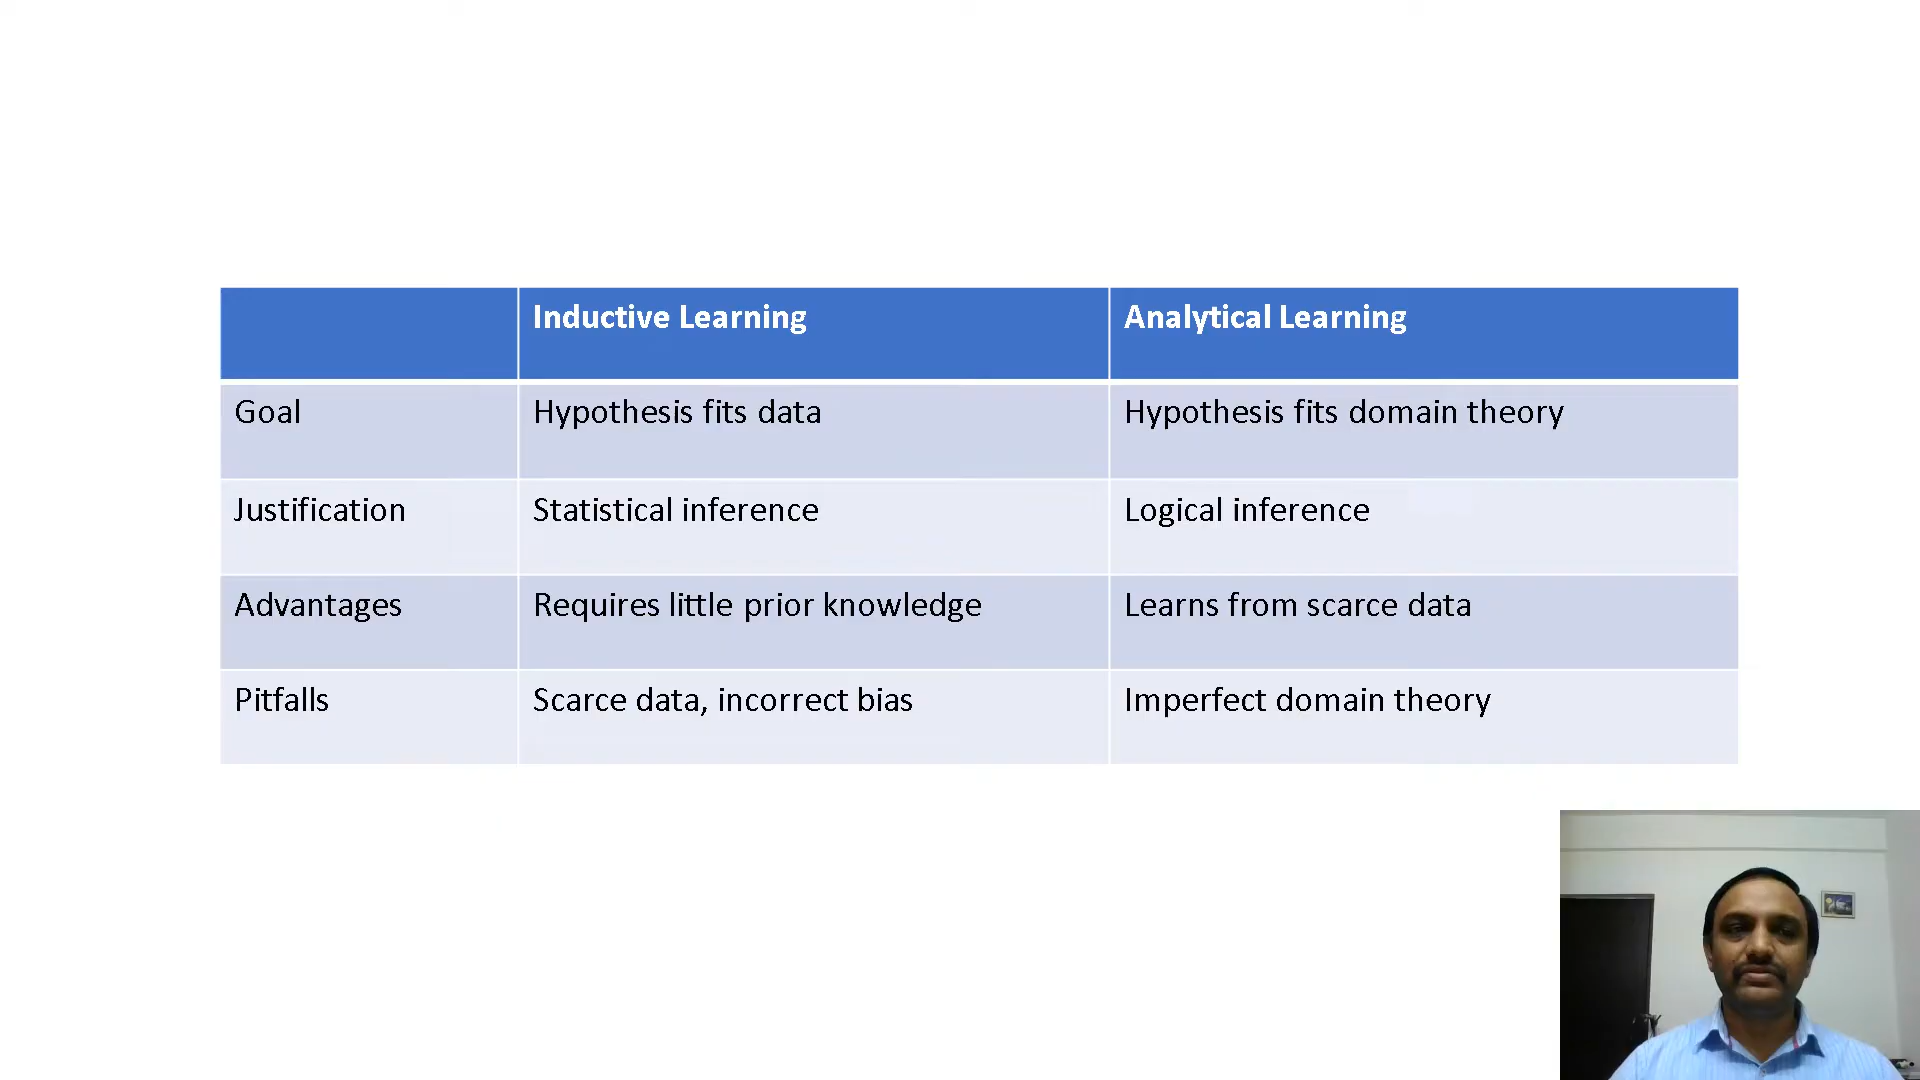 Inductive Learning
Analytical Learning
Goal
Hypothesis fits data
Hypothesis fits domain theory
Justification
Statistical inference
Logical inference
Advantages
Requires little prior knowledge
Learns from scarce data
Pitfalls
Scarce data, incorrect bias
Imperfect domain theory